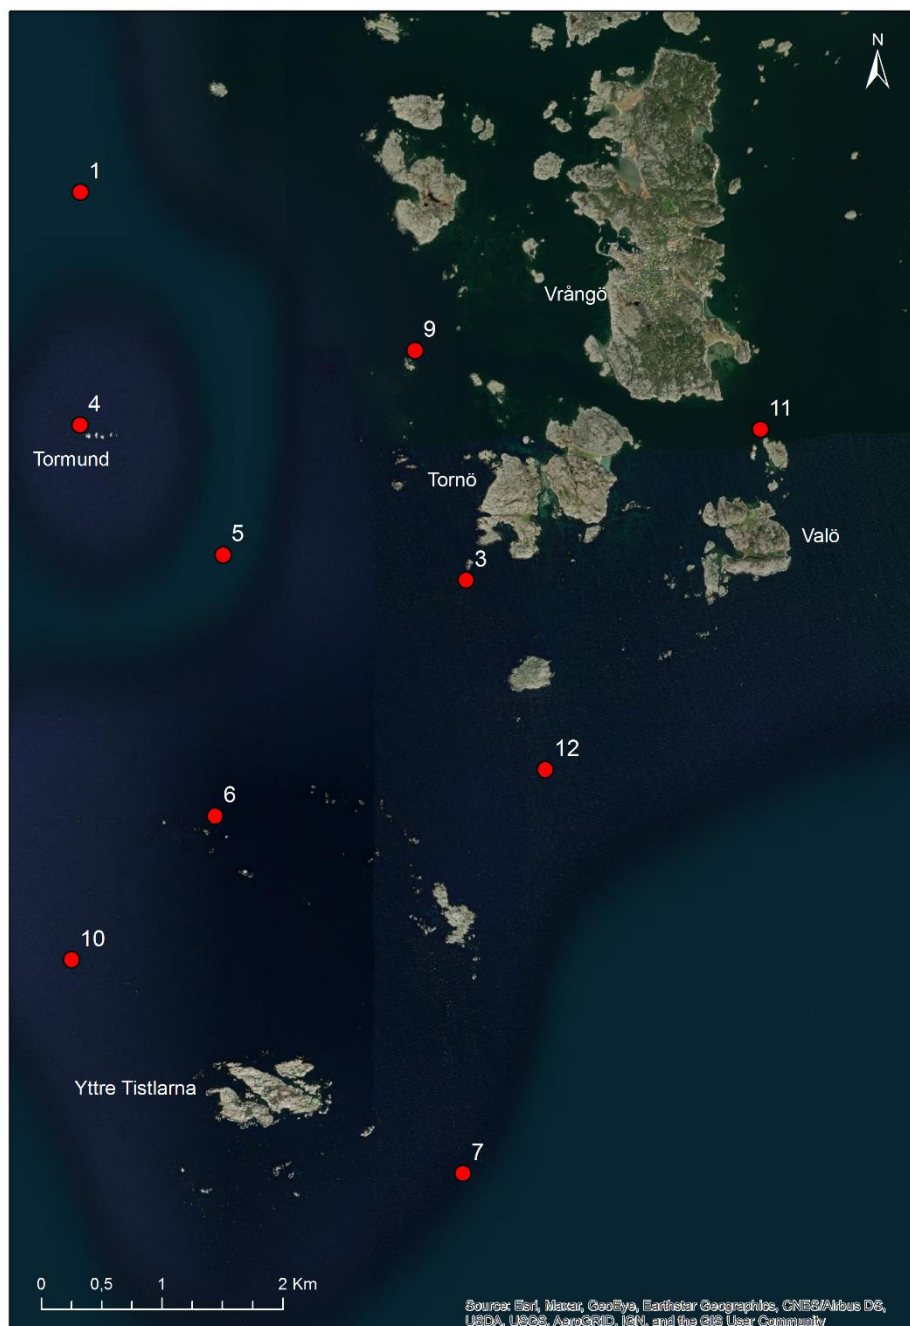 N
1
Vrångö
9
4
11
Tormund
Tornö
5
Valö
3
12
6
10
Yttre Tistlarna
7
0 0,5 1 2 Km
Source: Esri, Maxar, GeoEye, Earthstar Geographics, CNES/Airbus DS,
USDA, USGS, AeroGRID, IGN, and the GIS User Community